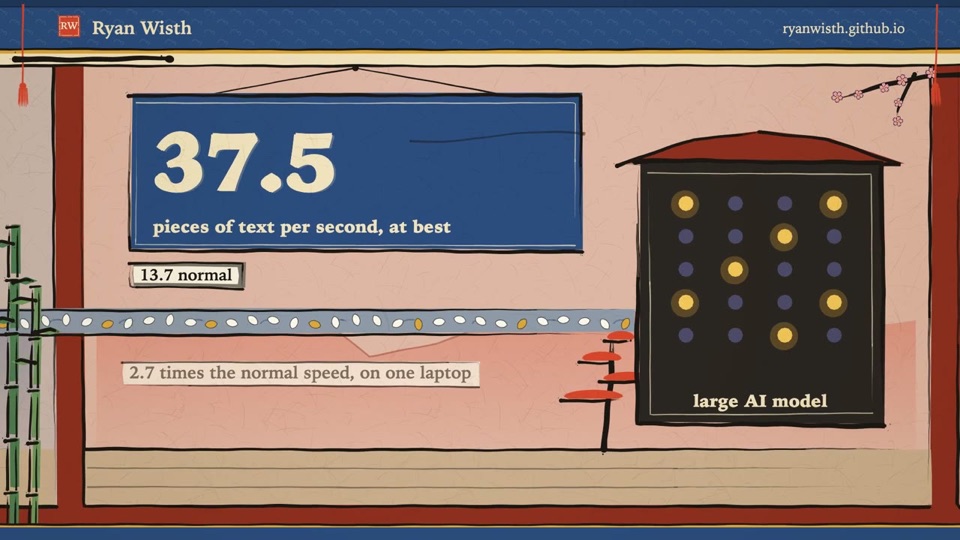 RW
Ryan Wisth
ryanwisth.github.io
37.5
pieces of text per second, at best
13.7 normal
2.7 times the normal speed, on one laptop
large AI model